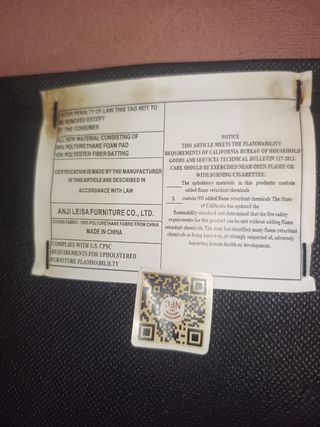 UNDER PENALTY OF LAW THIS TAG NOT TO
BE REMOVED EXCEPT
BY THE CONSUMER
ALL NEW MATERIAL CONSISTING OF
90% POLYURETHANE FOAM PAD
10% POLYESTER FIBER BATTING
CERTIFICATION IS MADE BY THE MANUFACTURER
IN THIS ARTICLE ARE DESCRIBED IN
ACCORDANCE WITH LAW
ANJI LEISA FURNITURE CO., LTD.
COVER FABRIC: 100% POLYURETHANE FABRIC FROM CHINA
MADE IN CHINA
COMPLIES WITH U.S. CPSC
REQUIREMENTS FOR UPHOLSTERED
FURNITURE FLAMMABILILITY
NOTICE
THIS ARTICLE MEETS THE FLAMMABILITY
REQUIREMENTS OF CALIFORNIA BUREAU OF HOUSEHOLD
GOODS AND SERVICES TECHNICAL BULLETIN 117-2013.
CARE SHOULD BE EXERCISED NEAR OPEN FLAME OR
WITH BURNING CIGARETTES.
The upholstery materials in this product: contain
added flame retardant chemicals
X contain NO added flame retardant chemicals The State
of California has updated the
flammability standard and determined that the fire safety
requirements for this product can be met without adding flame
retardant chemicals. The state has identified many flame retardant
chemicals as being known to, or strongly suspected of, adversely
impacting human health or development.
NFC